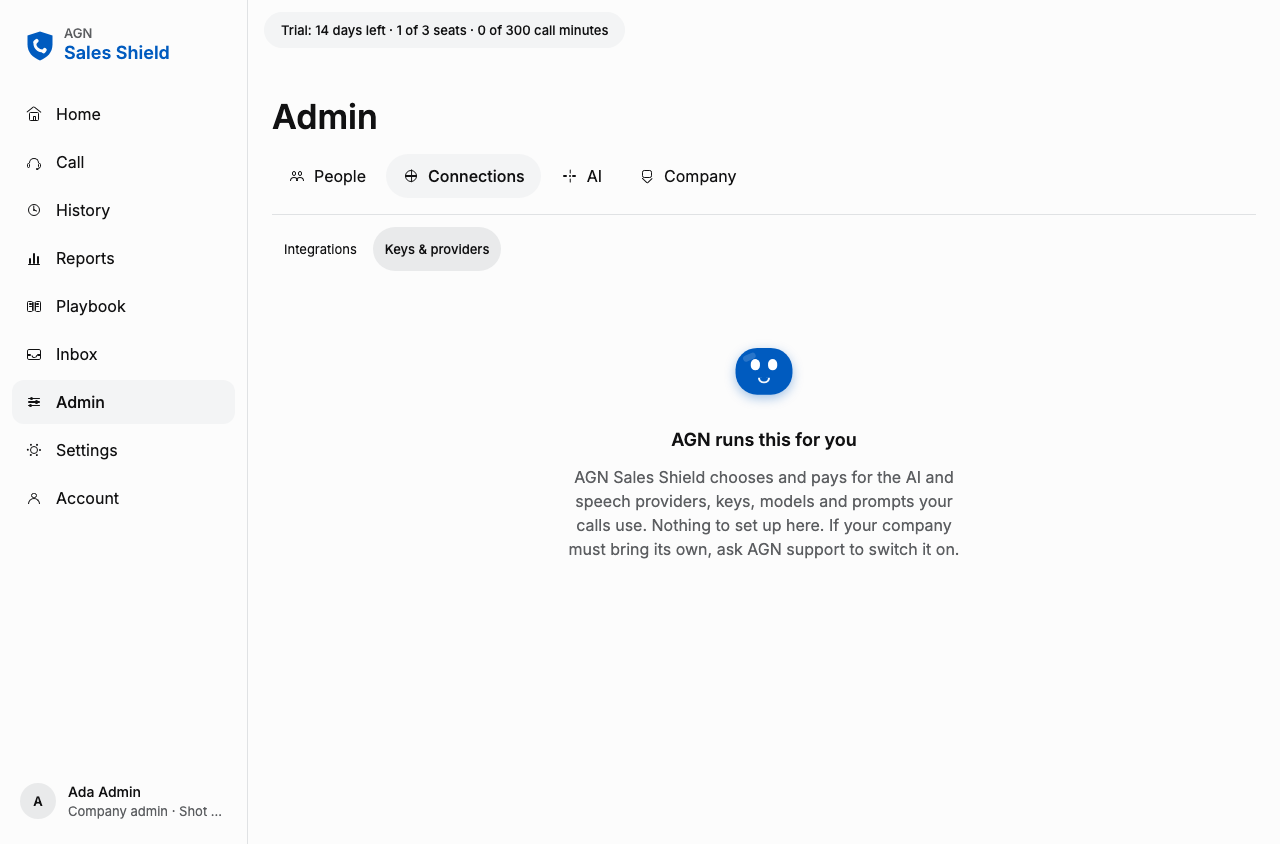 AGN
Sales Shield
Home
Call
History
Reports
Playbook
Inbox
Admin
Settings
Account
A
Ada Admin
Company admin · Shot ...
Trial: 14 days left · 1 of 3 seats · 0 of 300 call minutes
Admin
People
Connections
AI
Company
Integrations
Keys & providers
AGN runs this for you
AGN Sales Shield chooses and pays for the AI and
speech providers, keys, models and prompts your
calls use. Nothing to set up here. If your company
must bring its own, ask AGN support to switch it on.